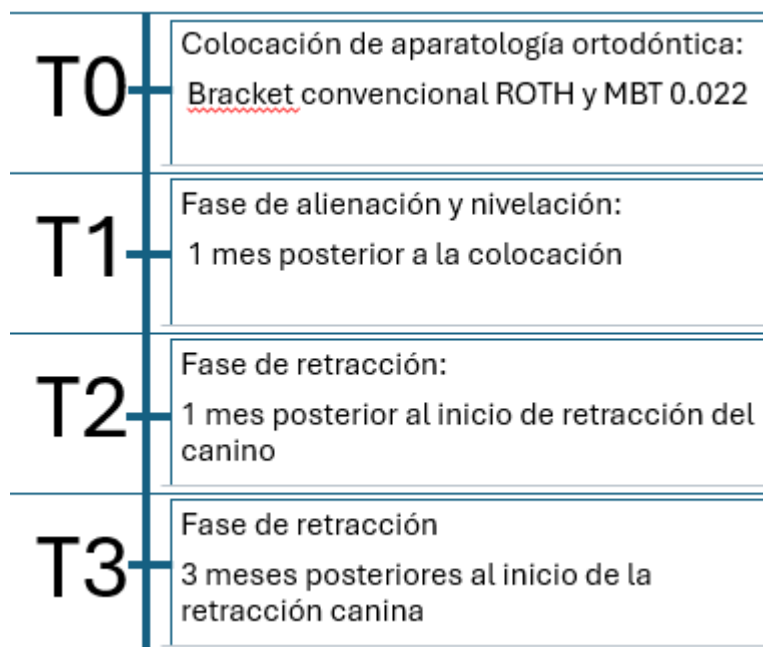 T0
Colocación de aparatología ortodóntica:
Bracket convencional ROTH y MBT 0.022
T1
Fase de alienación y nivelación:
1 mes posterior a la colocación
T2
Fase de retracción:
1 mes posterior al inicio de retracción del
canino
T3
Fase de retracción
3 meses posteriores al inicio de la
retracción canina